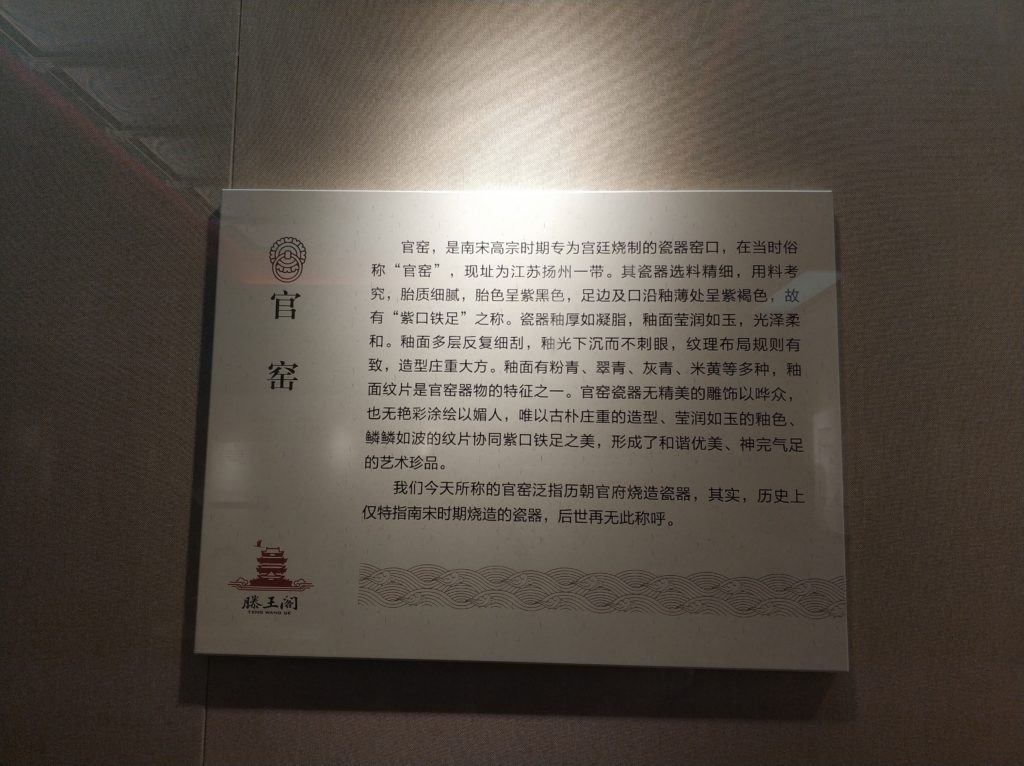 官
窑
官窑，是南宋高宗时期专为宫廷烧制的瓷器窑口，在当时俗
称“官窑”，现址为江苏扬州一带。其瓷器选料精细，用料考
究，胎质细腻，胎色呈紫黑色，足边及口沿釉薄处呈紫褐色，故
有“紫口铁足”之称。瓷器釉厚如凝脂，釉面莹润如玉，光泽柔
和。釉面多层反复细刮，釉光下沉而不刺眼，纹理布局规则有
致，造型庄重大方。釉面有粉青、翠青、灰青、米黄等多种，釉
面纹片是官窑器物的特征之一。官窑瓷器无精美的雕饰以哗众，
也无艳彩涂绘以媚人，唯以古朴庄重的造型、莹润如玉的釉色、
鳞鳞如波的纹片协同紫口铁足之美，形成了和谐优美、神完气足
的艺术珍品。
我们今天所称的官窑泛指历朝官府烧造瓷器，其实，历史上
仅特指南宋时期烧造的瓷器，后世再无此称呼。
滕王阁
TENG WANG GE